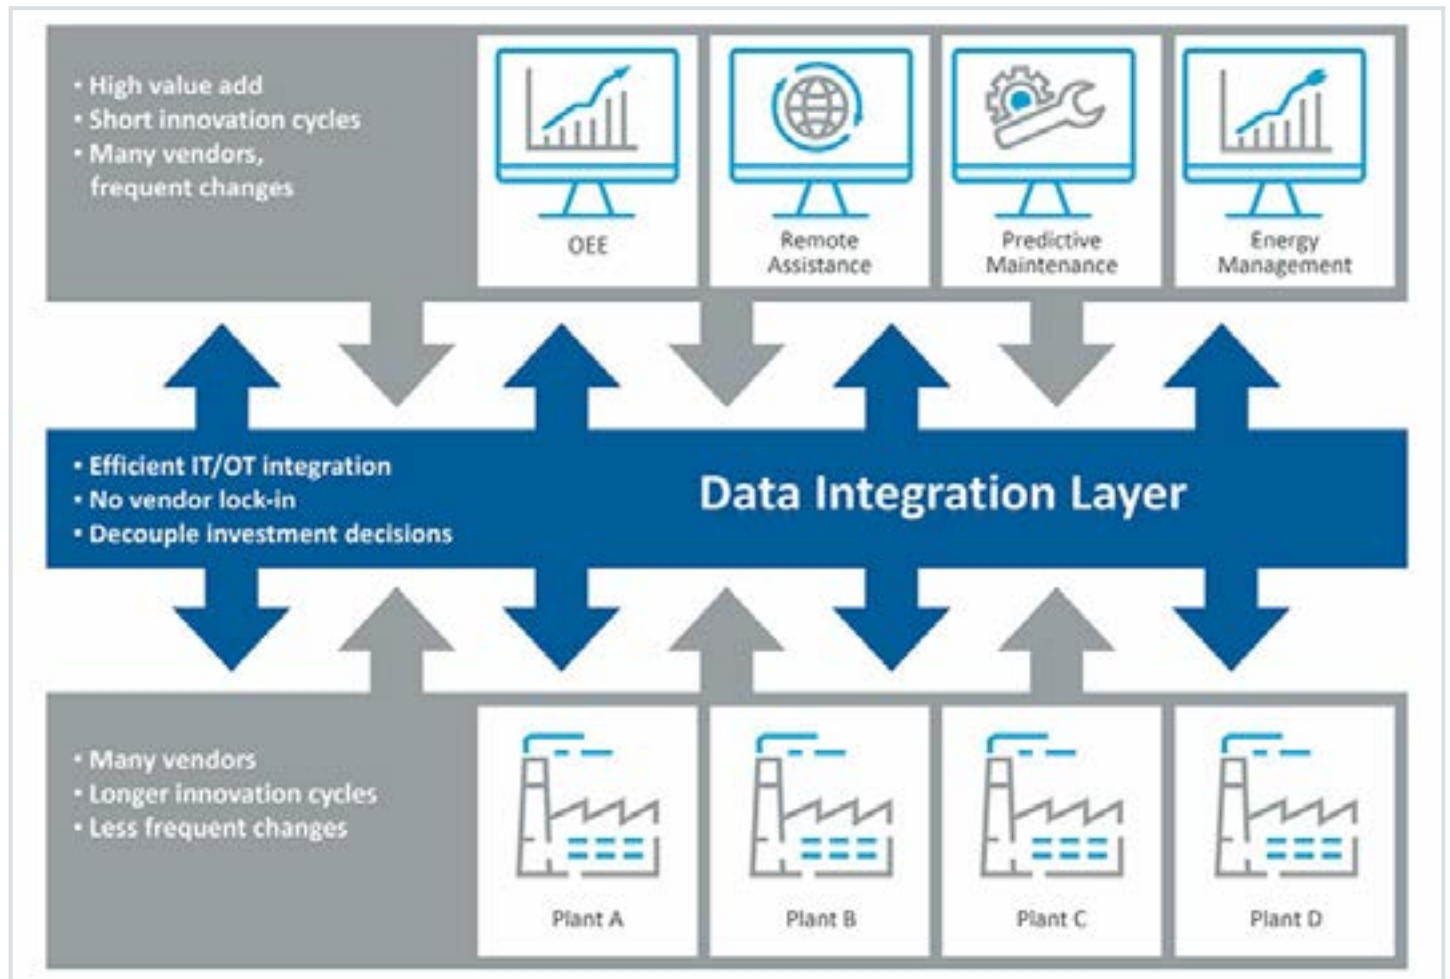 • High value add
• Short innovation cycles
• Many vendors,
frequent changes
OEE
Remote
Assistance
Predictive
Maintenance
Energy
Management
• Efficient IT/OT integration
• No vendor lock-in
• Decouple investment decisions
Data Integration Layer
• Many vendors
• Longer innovation cycles
• Less frequent changes
Plant A
Plant B
Plant C
Plant D